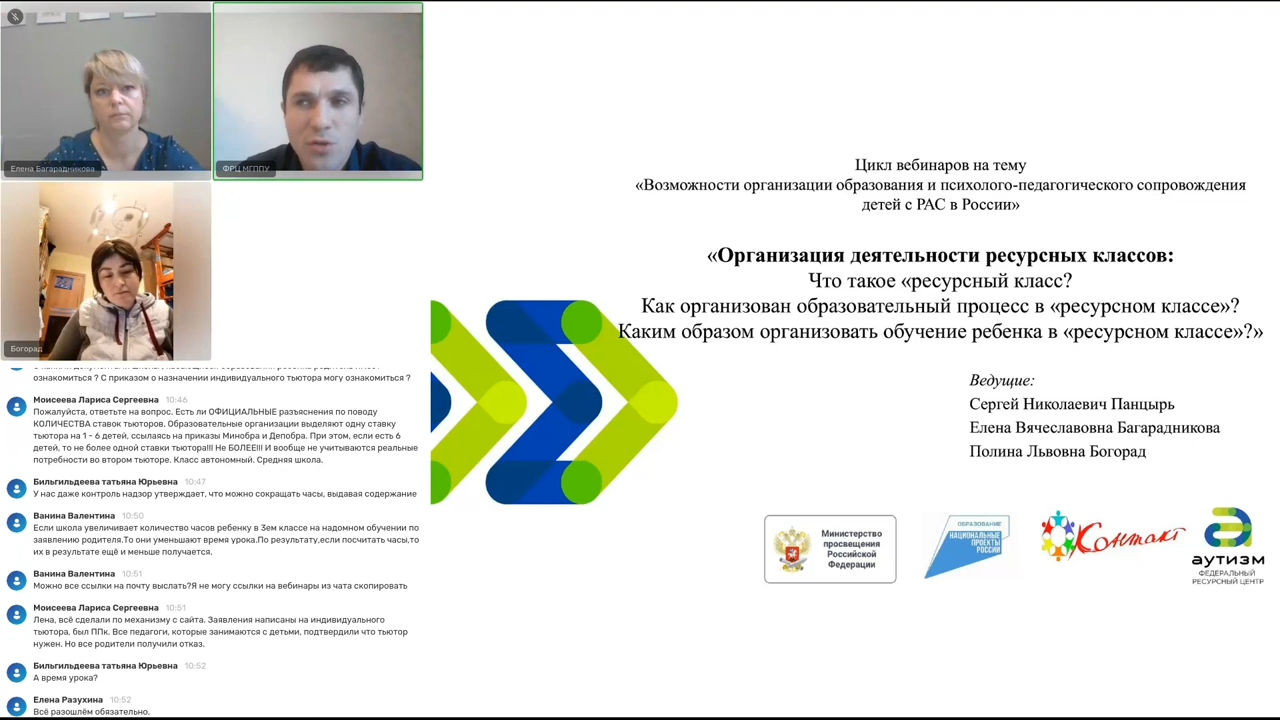 Елена Багарадникова
ФРЦ МГППУ
Богорад
ознакомиться ? С приказом о назначении индивидуального тьютора могу ознакомиться ?
Моисеева Лариса Сергеевна 10:46
Пожалуйста, ответьте на вопрос. Есть ли ОФИЦИАЛЬНЫЕ разъяснения по поводу
КОЛИЧЕСТВА ставок тьюторов. Образовательные организации выделяют одну ставку
тьютора на 1 - 6 детей, ссылаясь на приказы Минобра и Депобра. При этом, если есть 6
детей, то не более одной ставки тьютора!!! Не БОЛЕЕ!!! И вообще не учитываются реальные
потребности во втором тьюторе. Класс автономный. Средняя школа.
Бильгильдеева татьяна Юрьевна 10:47
У нас даже контроль надзор утверждает, что можно сокращать часы, выдавая содержание
Ванина Валентина 10:50
Если школа увеличивает количество часов ребенку в 3ем классе на надомном обучении по
заявлению родителя.То они уменьшают время урока.По результату,если посчитать часы,то
их в результате ещё и меньше получается.
Ванина Валентина 10:51
Можно все ссылки на почту выслать?Я не могу ссылки на вебинары из чата скопировать
Моисеева Лариса Сергеевна 10:51
Лена, всё сделали по механизму с сайта. Заявления написаны на индивидуального
тьютора, был ППк. Все педагоги, которые занимаются с детьми, подтвердили что тьютор
нужен. Но все родители получили отказ.
Бильгильдеева татьяна Юрьевна 10:52
А время урока?
Елена Разухина 10:52
Всё разошлём обязательно.
Цикл вебинаров на тему
«Возможности организации образования и психолого-педагогического сопровождения
детей с РАС в России»
«Организация деятельности ресурсных классов:
Что такое «ресурсный класс?
Как организован образовательный процесс в «ресурсном классе»?
Каким образом организовать обучение ребенка в «ресурсном классе»?»
Ведущие:
Сергей Николаевич Панцырь
Елена Вячеславовна Багарадникова
Полина Львовна Богорад
Министерство
просвещения
Российской
Федерации
ОБРАЗОВАНИЕ
НАЦИОНАЛЬНЫЕ
ПРОЕКТЫ
РОССИИ
Контакт
аутизм
ФЕДЕРАЛЬНЫЙ
РЕСУРСНЫЙ ЦЕНТР